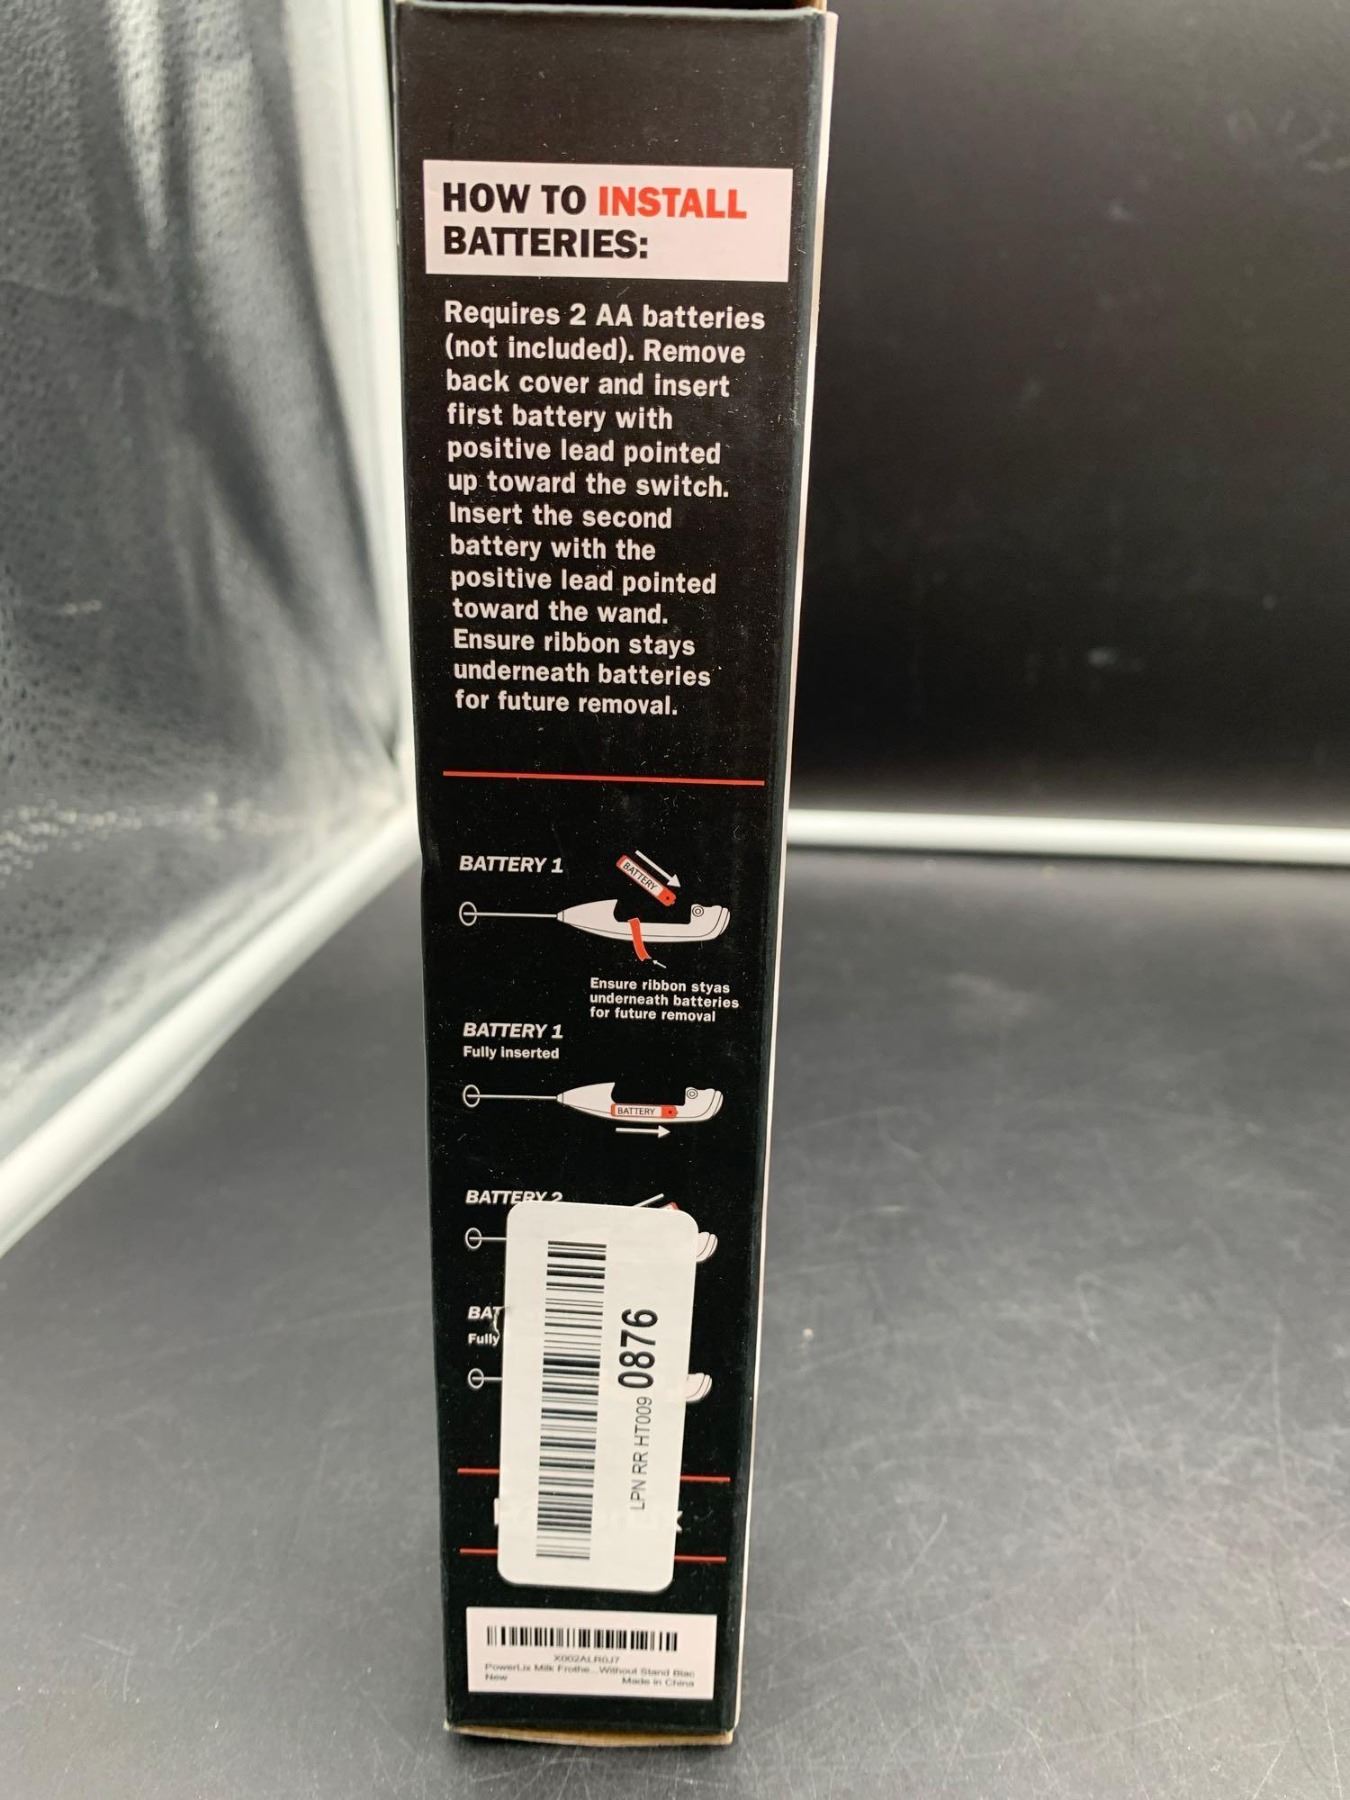 HOW TO INSTALL
BATTERIES:
Requires 2 AA batteries
(not included). Remove
back cover and insert
first battery with
positive lead pointed
up toward the switch.
Insert the second
battery with the
positive lead pointed
toward the wand.
Ensure ribbon stays
underneath batteries
for future removal.
BATTERY 1
BATTERY
Ensure ribbon styas
underneath batteries
for future removal
BATTERY 1
Fully inserted
BATTERY
BATTERY 2
BAT
Fully
LPN RR HT009 0876
X002ALR0J7
PowerLix Milk Frothe...Without Stand Blac
New Made in China